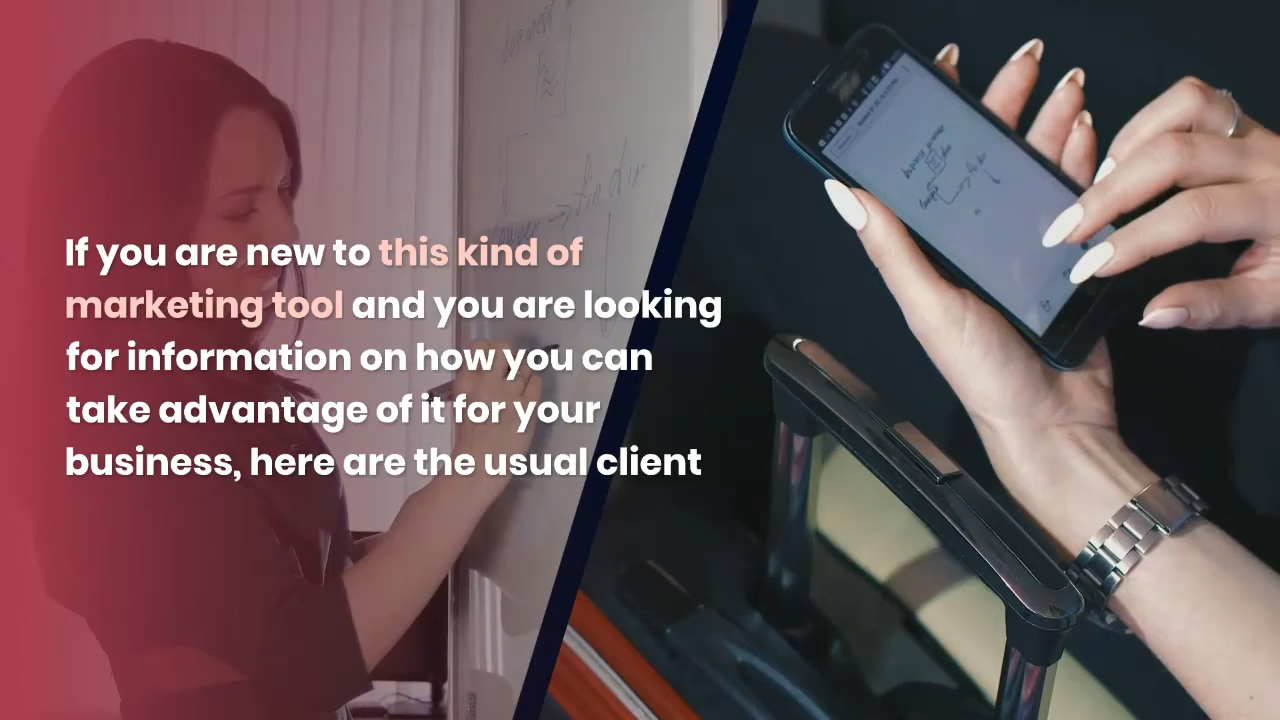 If you are new to this kind of
marketing tool and you are looking
for information on how you can
take advantage of it for your
business, here are the usual client
business